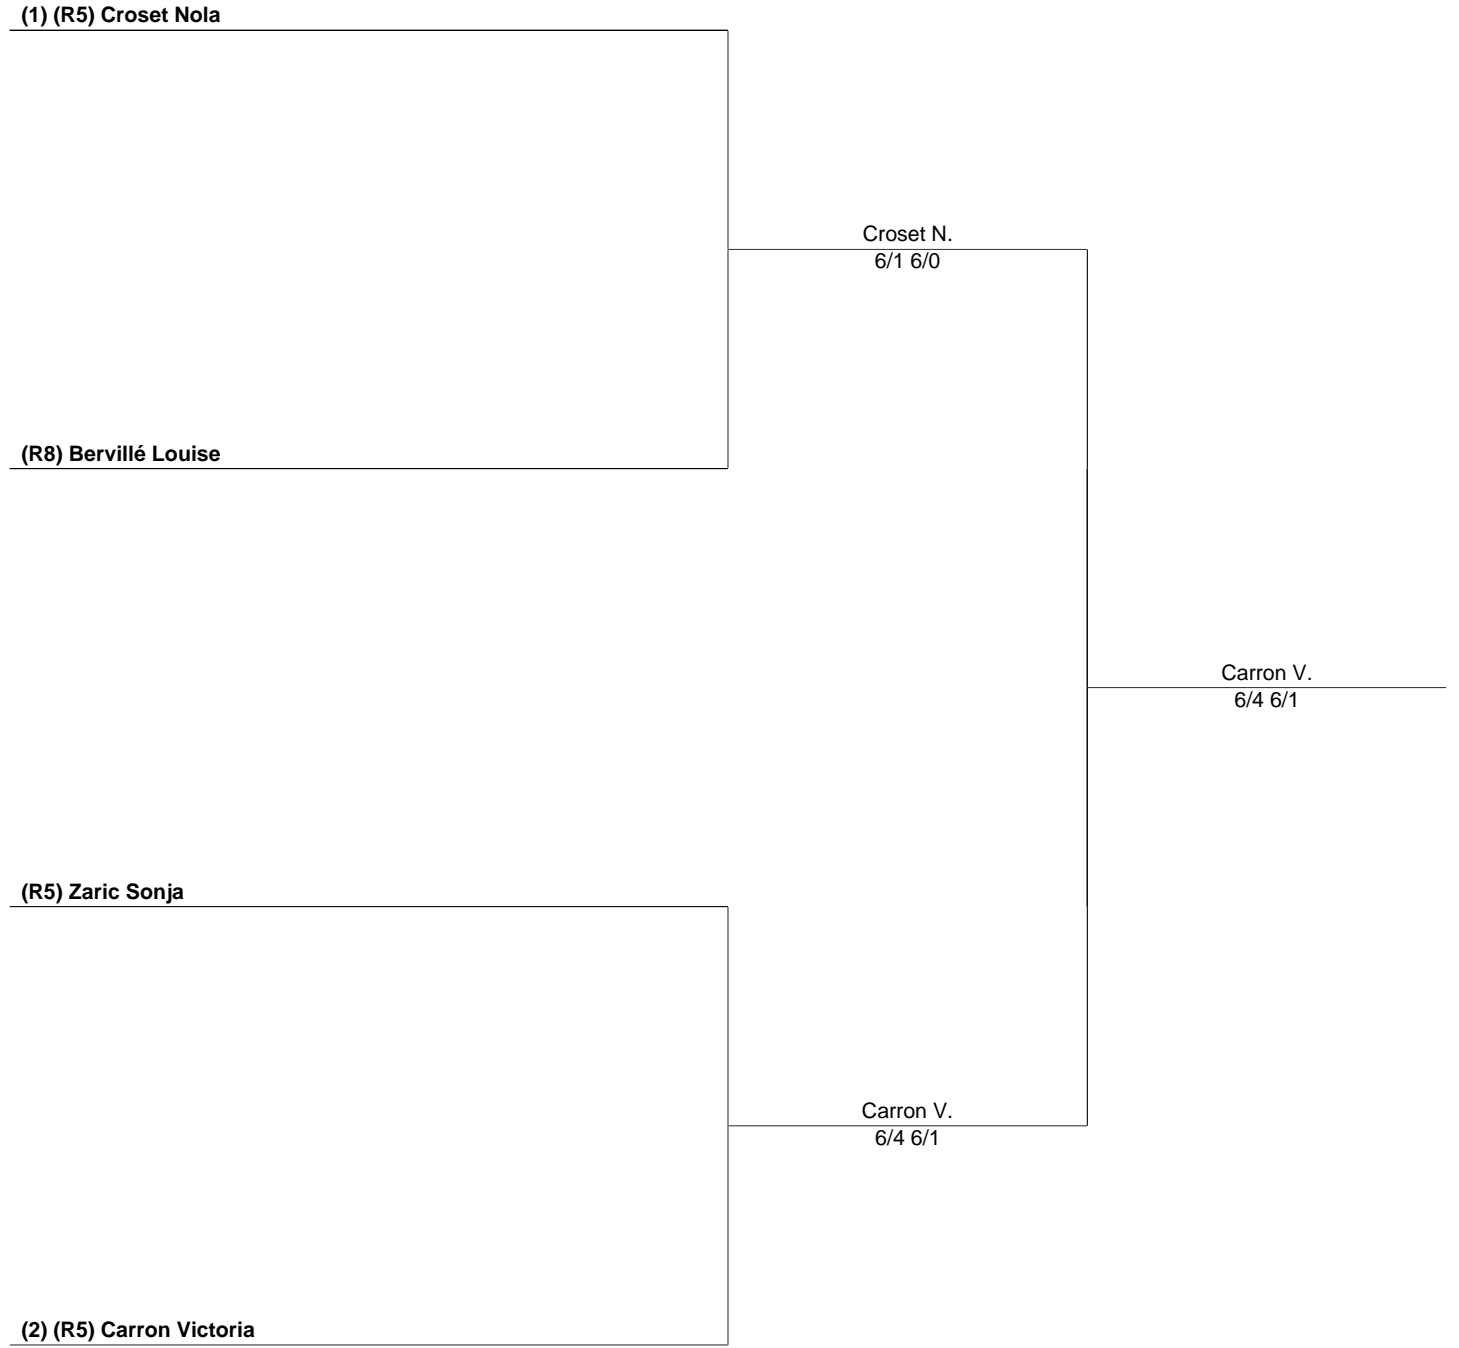 (1) (R5) Croset Nola
Croset N.
6/1 6/0
(R8) Bervillé Louise
Carron V.
6/4 6/1
(R5) Zaric Sonja
Carron V.
6/4 6/1
(2) (R5) Carron Victoria